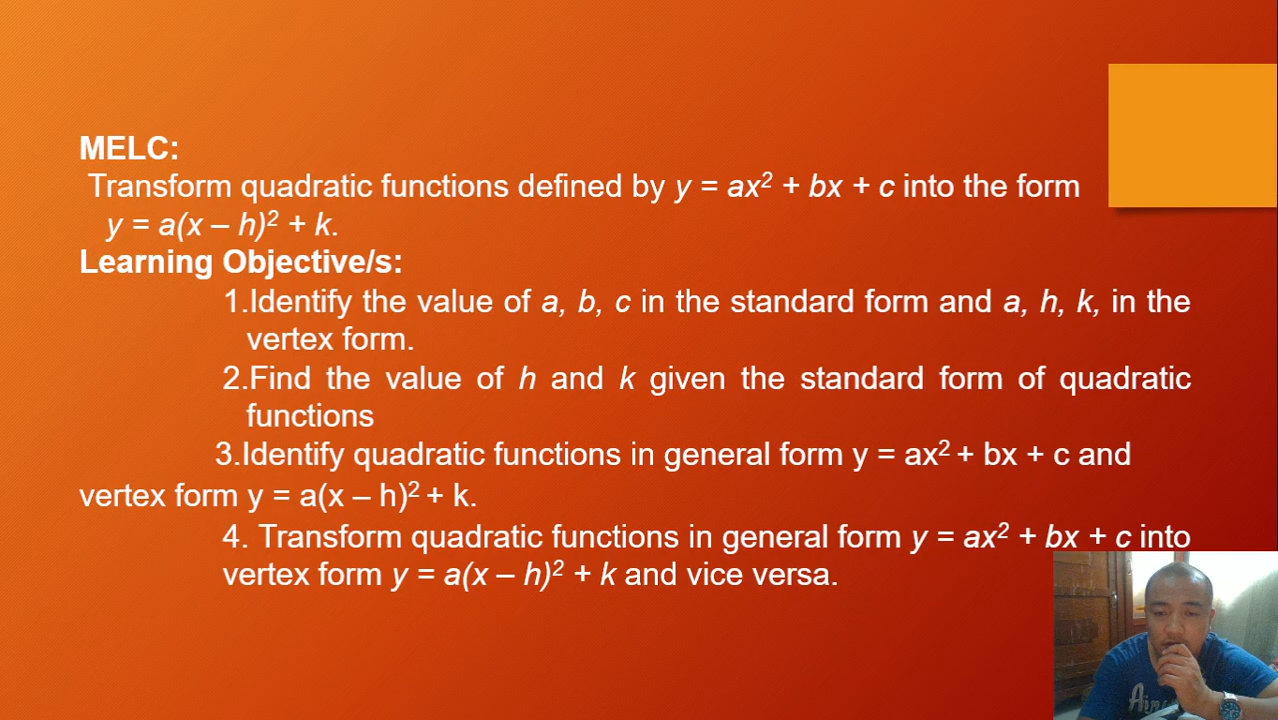 MELC:
Transform quadratic functions defined by y = ax² + bx + c into the form
y = a(x – h)² + k.
Learning Objective/s:
1.Identify the value of a, b, c in the standard form and a, h, k, in the
vertex form.
2.Find the value of h and k given the standard form of quadratic
functions
3.Identify quadratic functions in general form y = ax² + bx + c and
vertex form y = a(x – h)² + k.
4. Transform quadratic functions in general form y = ax² + bx + c into
vertex form y = a(x – h)² + k and vice versa.